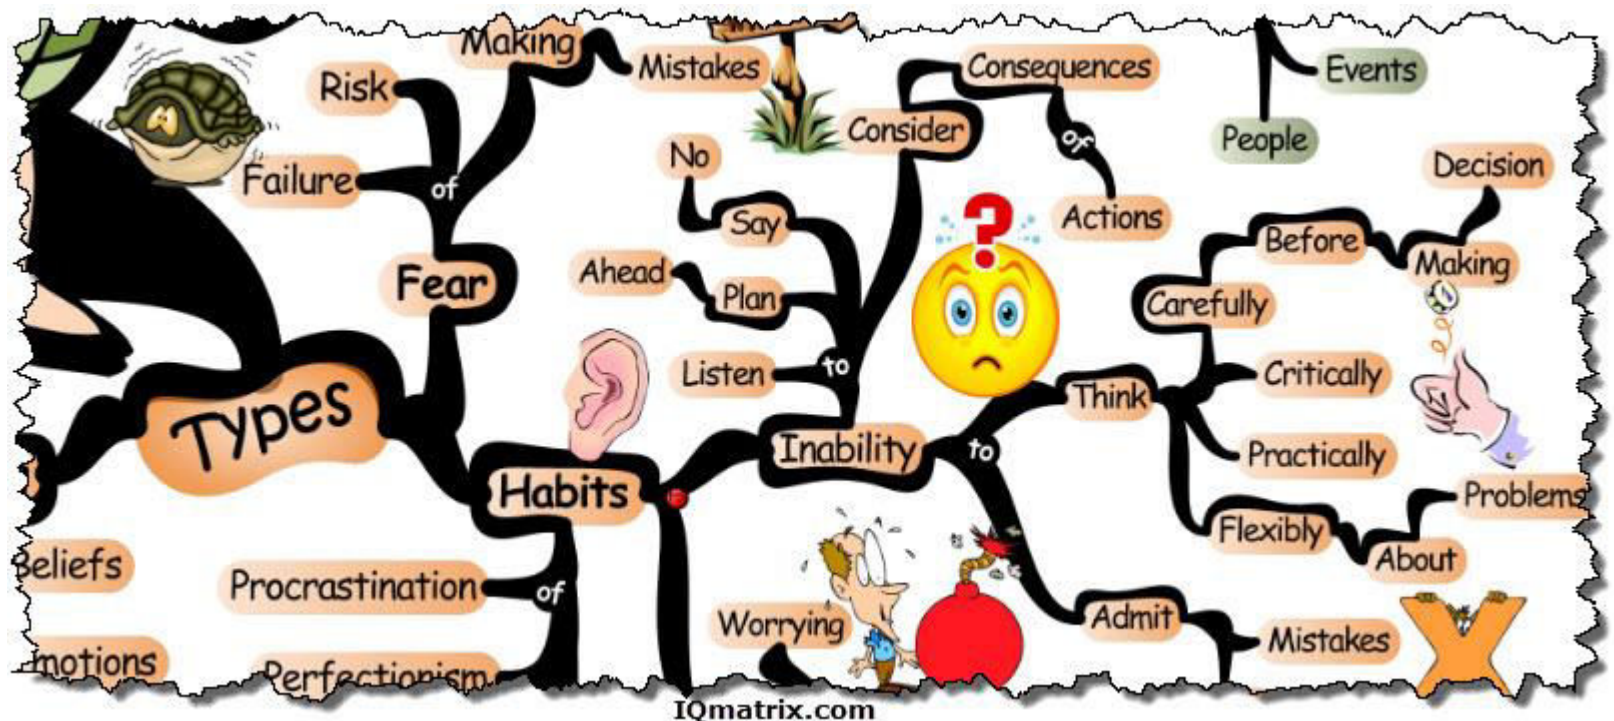 Making
Mistakes
Risk
Failure
of
Fear
Types
Habits
Beliefs
motions
Procrastination
of
Perfectionism
No
Say
Ahead
Plan
Listen
to
Inability
to
Consider
Consequences
of
Actions
?
Think
Carefully
Before
Making
Decision
Critically
Practically
Flexibly
About
Problems
Admit
Mistakes
Worrying
Events
People
X
IQmatrix.com